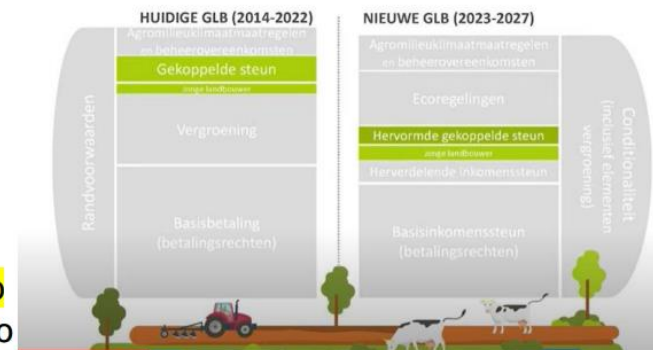 HUIDIGE GLB (2014-2022)
Agromilieuklimaatmaatregelen
en beheerovereenkomsten
Gekoppelde steun
Jonge landbouwer
Vergroening
Basisbetaling
(betalingsrechten)
Randvoorwaarden
NIEUWE GLB (2023-2027)
Agromilieuklimaatmaatregelen
en beheerovereenkomsten
Ecoregelingen
Hervormde gekoppelde steun
Jonge landbouwer
Herverdelende inkomenssteun
Basisinkomenssteun
(betalingsrechten)
Conditionaliteit
(inclusief elementen
vergroening)